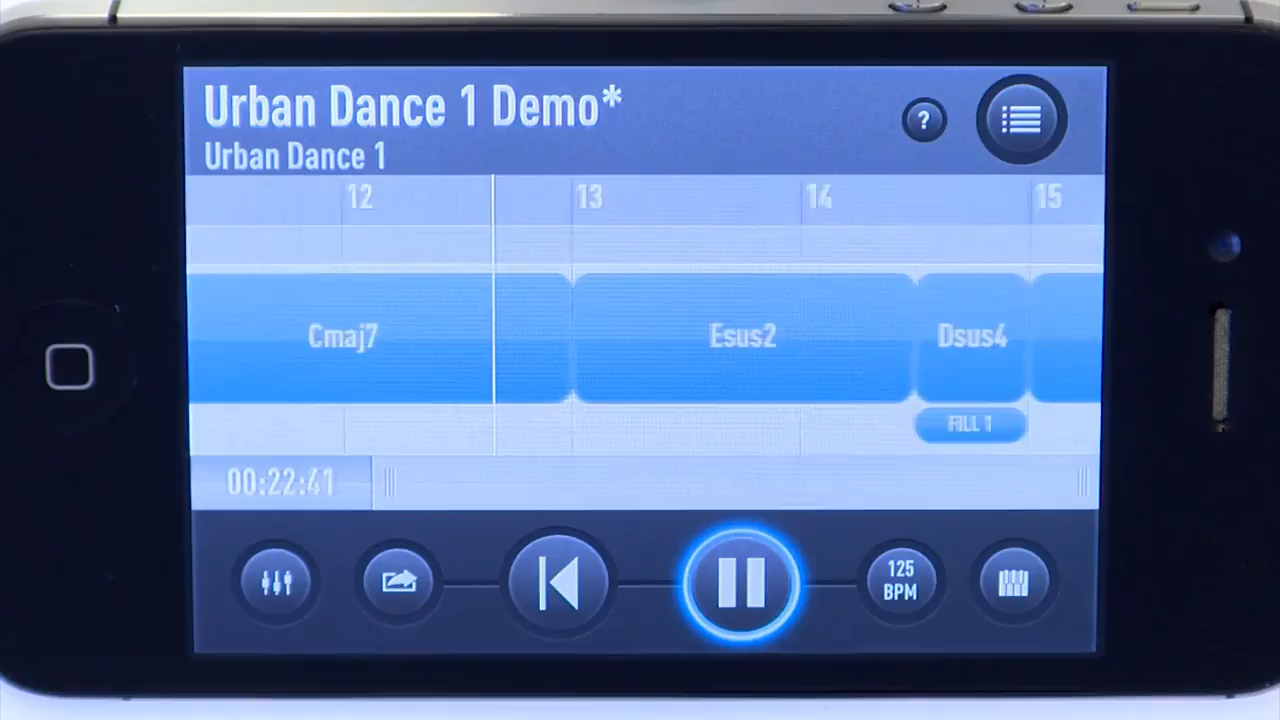 Urban Dance 1 Demo*
Urban Dance 1
?
12 13 14 15
Cmaj7 Esus2 Dsus4
FILL 1
00:22:41
125
BPM